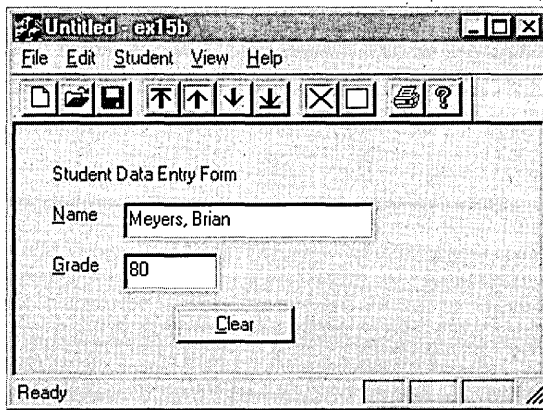 Untitled - ex15b
File Edit Student View Help
Student Data Entry Form
Name Meyers, Brian
Grade 80
Clear
Ready